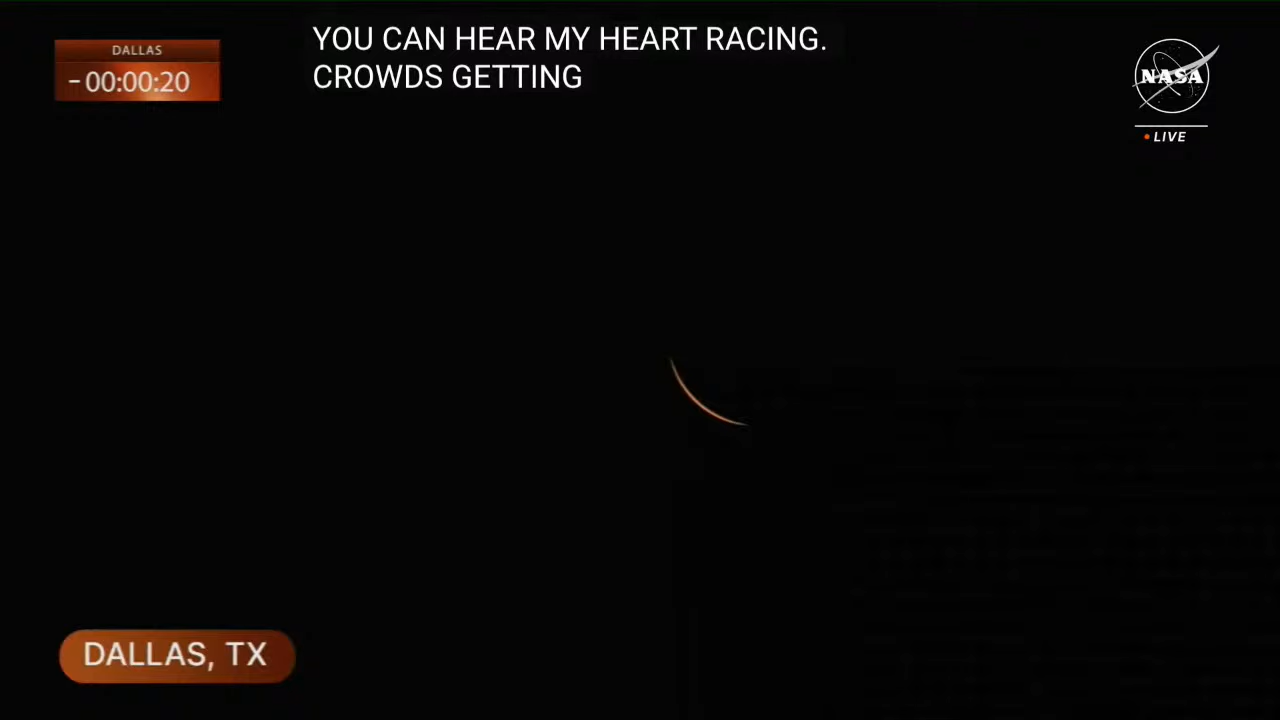 DALLAS
-00:00:20
YOU CAN HEAR MY HEART RACING.
CROWDS GETTING
NASA
LIVE
DALLAS, TX